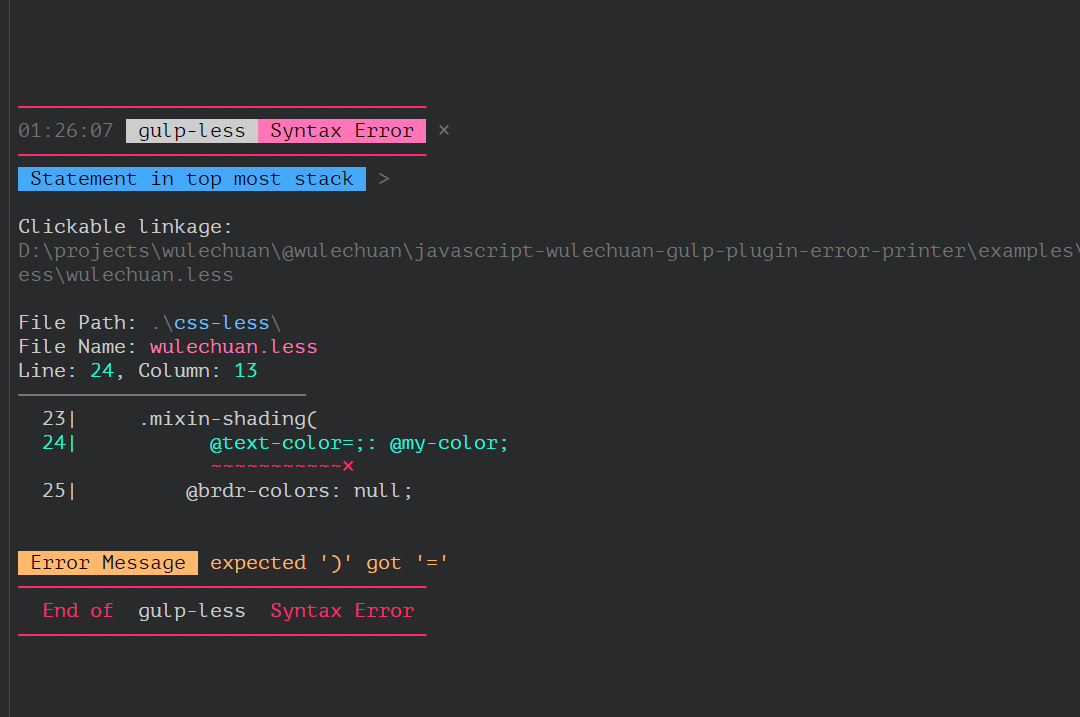 01:26:07 gulp-less Syntax Error ×
Statement in top most stack >
Clickable linkage:
D:\projects\wulechuan\@wulechuan\javascript-wulechuan-gulp-plugin-error-printer\examples\
ess\wulechuan.less
File Path: .\css-less\
File Name: wulechuan.less
Line: 24, Column: 13
23|     .mixin-shading(
24|           @text-color=;: @my-color;
~~~~~~~~~~~×
25|         @brdr-colors: null;
Error Message expected ')' got '='
End of gulp-less Syntax Error